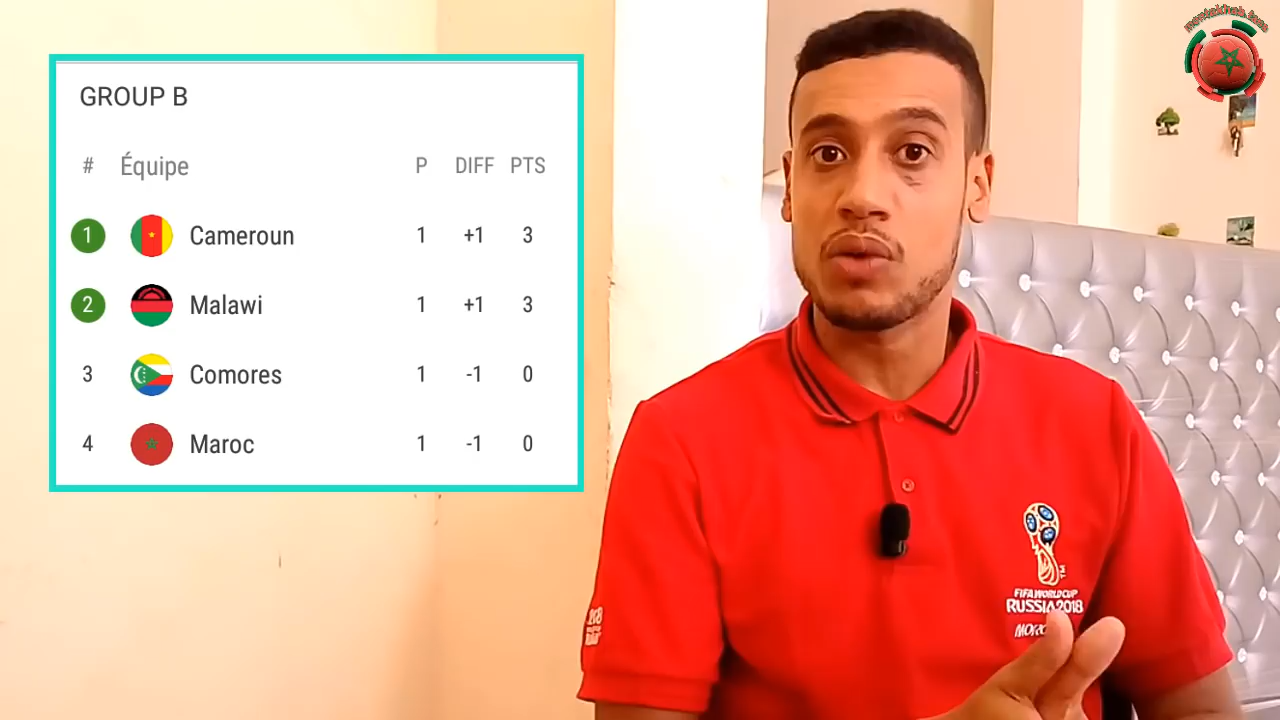 GROUP B
# Équipe P DIFF PTS
1 Cameroun 1 +1 3
2 Malawi 1 +1 3
3 Comores 1 -1 0
4 Maroc 1 -1 0
FIFA WORLD CUP
RUSSIA 2018